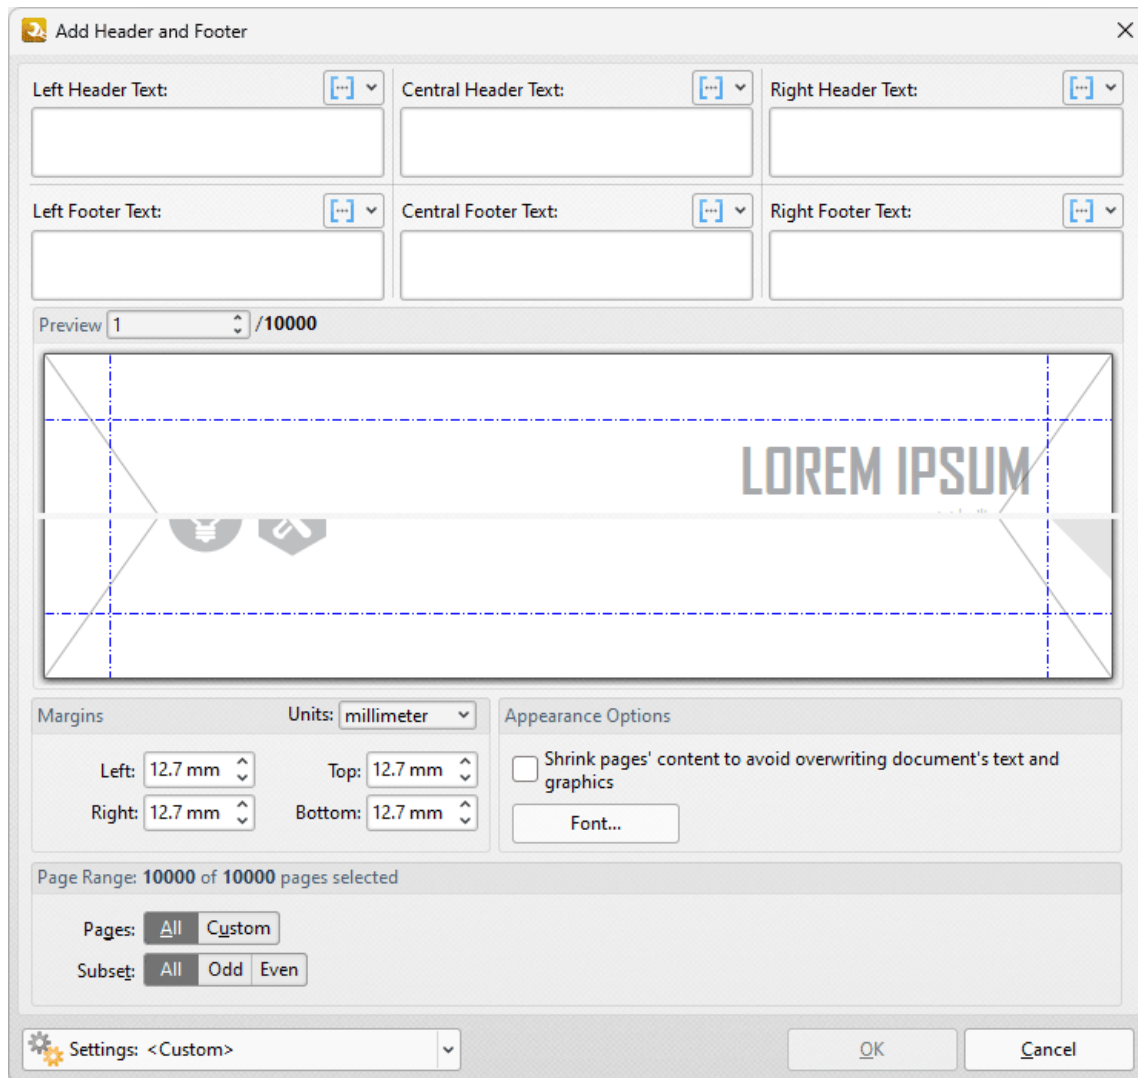 Add Header and Footer
Left Header Text:
Central Header Text:
Right Header Text:
Left Footer Text:
Central Footer Text:
Right Footer Text:
Preview 1 /10000
LOREM IPSUM
Margins
Units: millimeter
Left: 12.7 mm
Top: 12.7 mm
Right: 12.7 mm
Bottom: 12.7 mm
Appearance Options
Shrink pages' content to avoid overwriting document's text and
graphics
Font...
Page Range: 10000 of 10000 pages selected
Pages: All Custom
Subset: All Odd Even
Settings: <Custom>
OK
Cancel